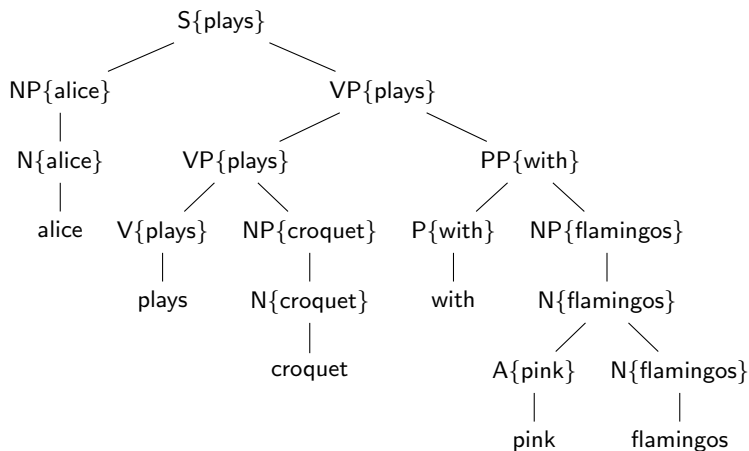 S{plays}
NP{alice} VP{plays}
N{alice} VP{plays} PP{with}
alice V{plays} NP{croquet} P{with} NP{flamingos}
plays N{croquet} with N{flamingos}
croquet A{pink} N{flamingos}
pink flamingos